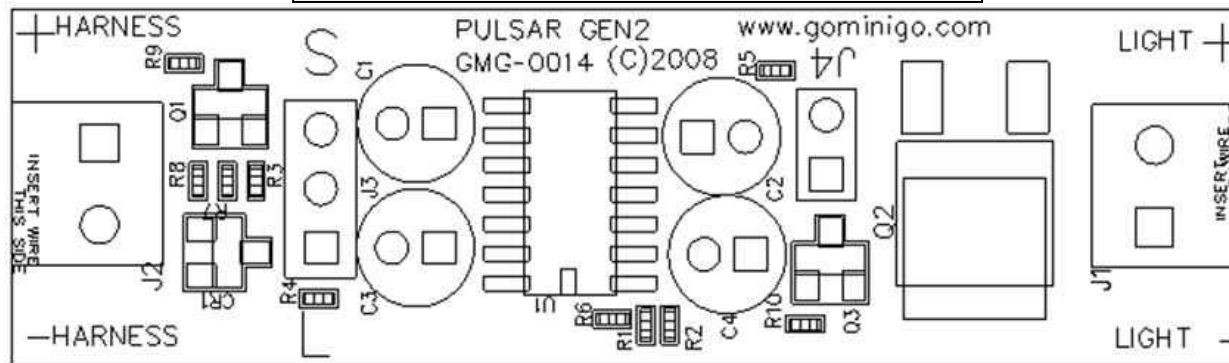 +HARNESS
PULSAR GEN2
www.gominigo.com
GMG-0014 (C)2008
LIGHT +
R9
S
C1
R5
J4
Q1
INSERT WIRE
THIS SIDE
R8
R7
R3
J3
C2
Q2
INSERT WIRE
J2
CR1
R4
C3
U1
R6
R1
R2
C4
R10
Q3
J1
-HARNESS
L
LIGHT -